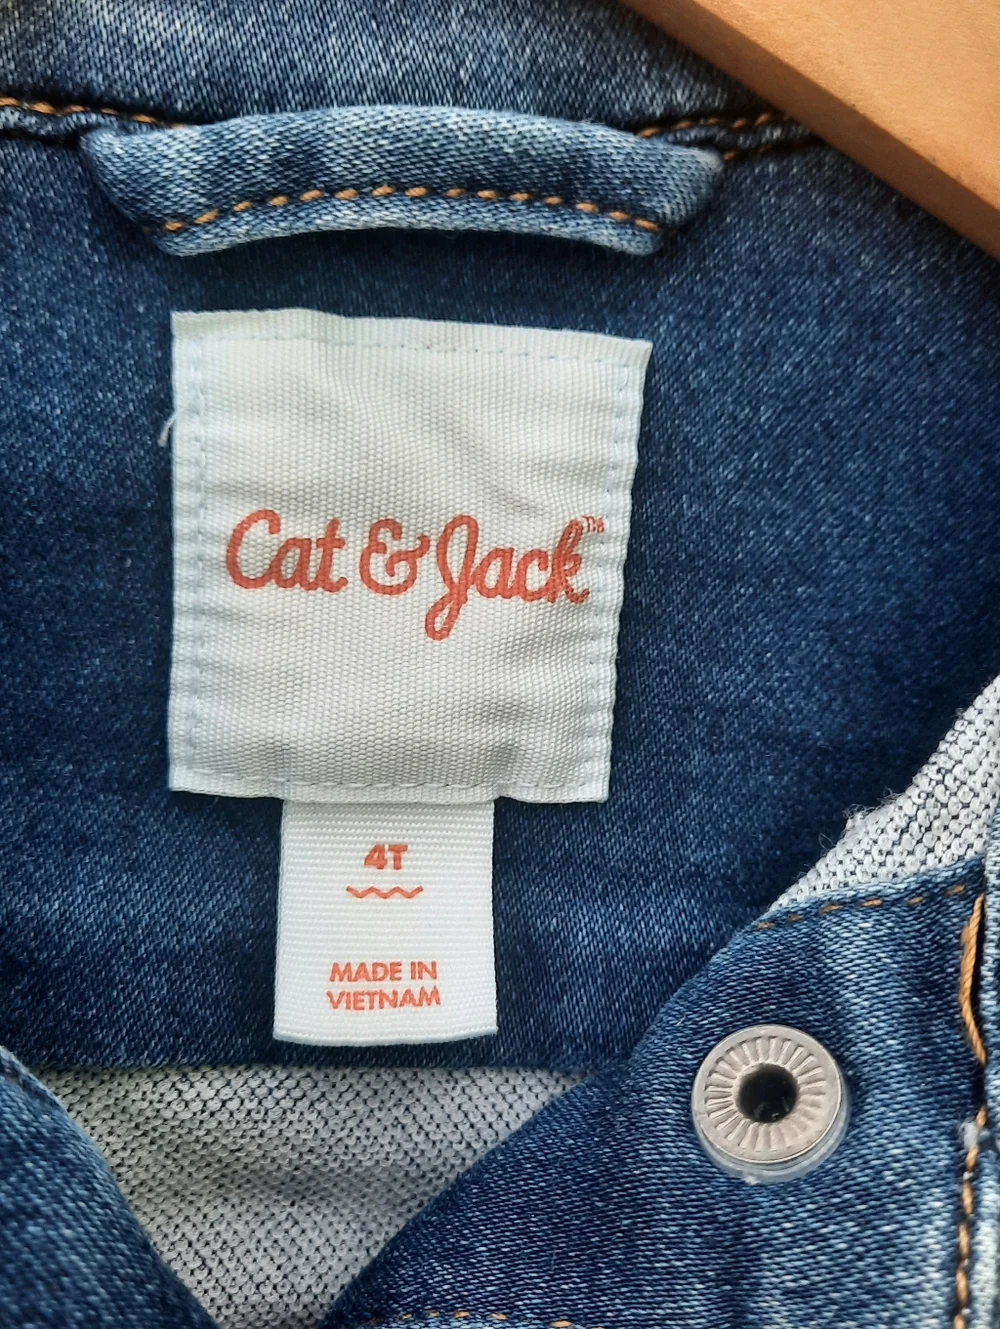 Cat & Jack™
4T
MADE IN
VIETNAM